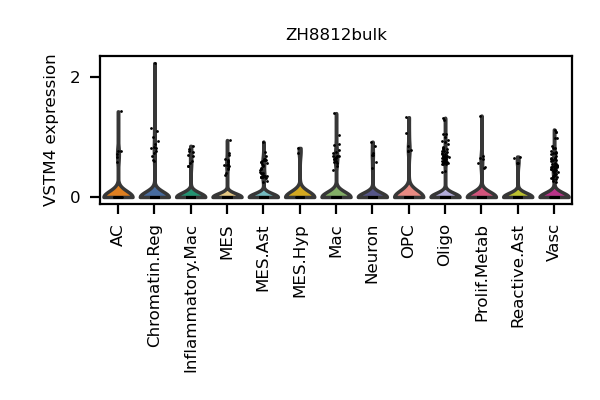 ZH8812bulk
VSTM4 expression
2
0
AC
Chromatin.Reg
Inflammatory.Mac
MES
MES.Ast
MES.Hyp
Mac
Neuron
OPC
Oligo
Prolif.Metab
Reactive.Ast
Vasc